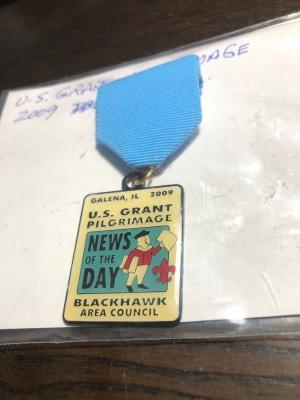 U.S. GRANT
2009
GALENA, IL 2009
U.S. GRANT
PILGRIMAGE
NEWS
OF THE
DAY
BLACKHAWK
AREA COUNCIL